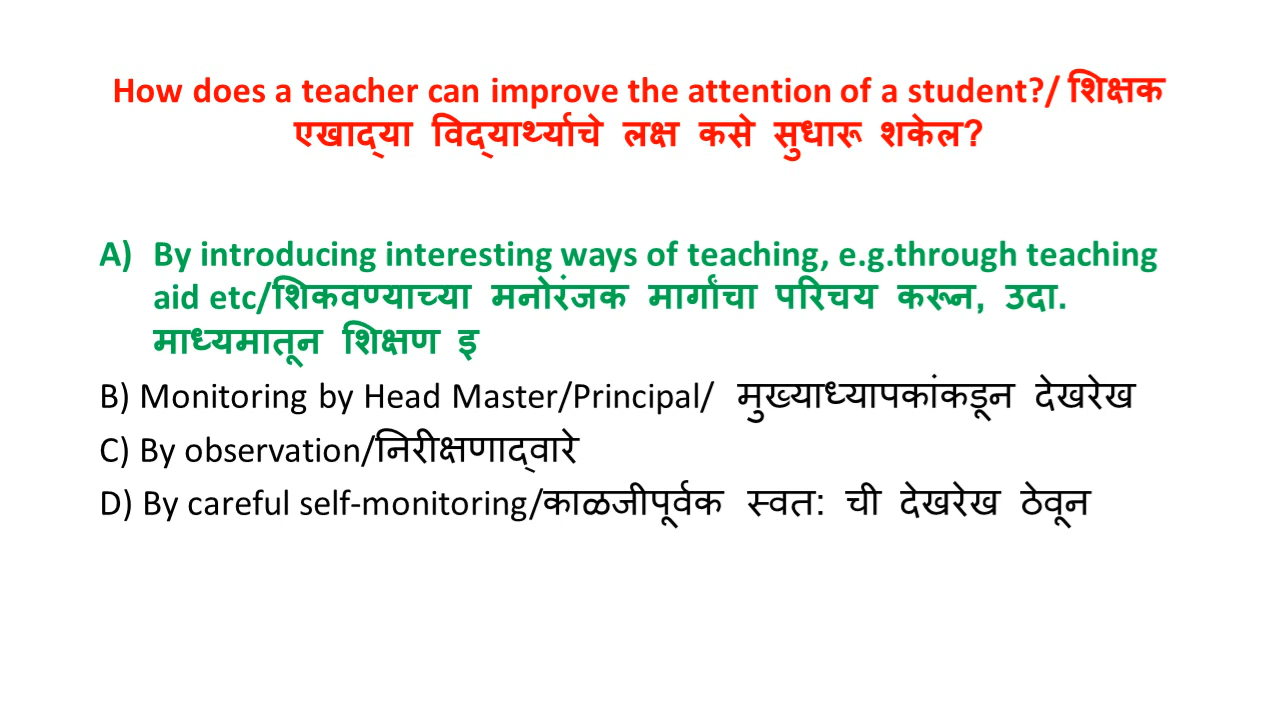 How does a teacher can improve the attention of a student?/ शिक्षक
एखाद्या विद्यार्थ्याचे लक्ष कसे सुधारू शकेल?
A) By introducing interesting ways of teaching, e.g.through teaching
aid etc/शिकवण्याच्या मनोरंजक मार्गांचा परिचय करून, उदा.
माध्यमातून शिक्षण इ
B) Monitoring by Head Master/Principal/ मुख्याध्यापकांकडून देखरेख
C) By observation/निरीक्षणाद्वारे
D) By careful self-monitoring/काळजीपूर्वक स्वत: ची देखरेख ठेवून